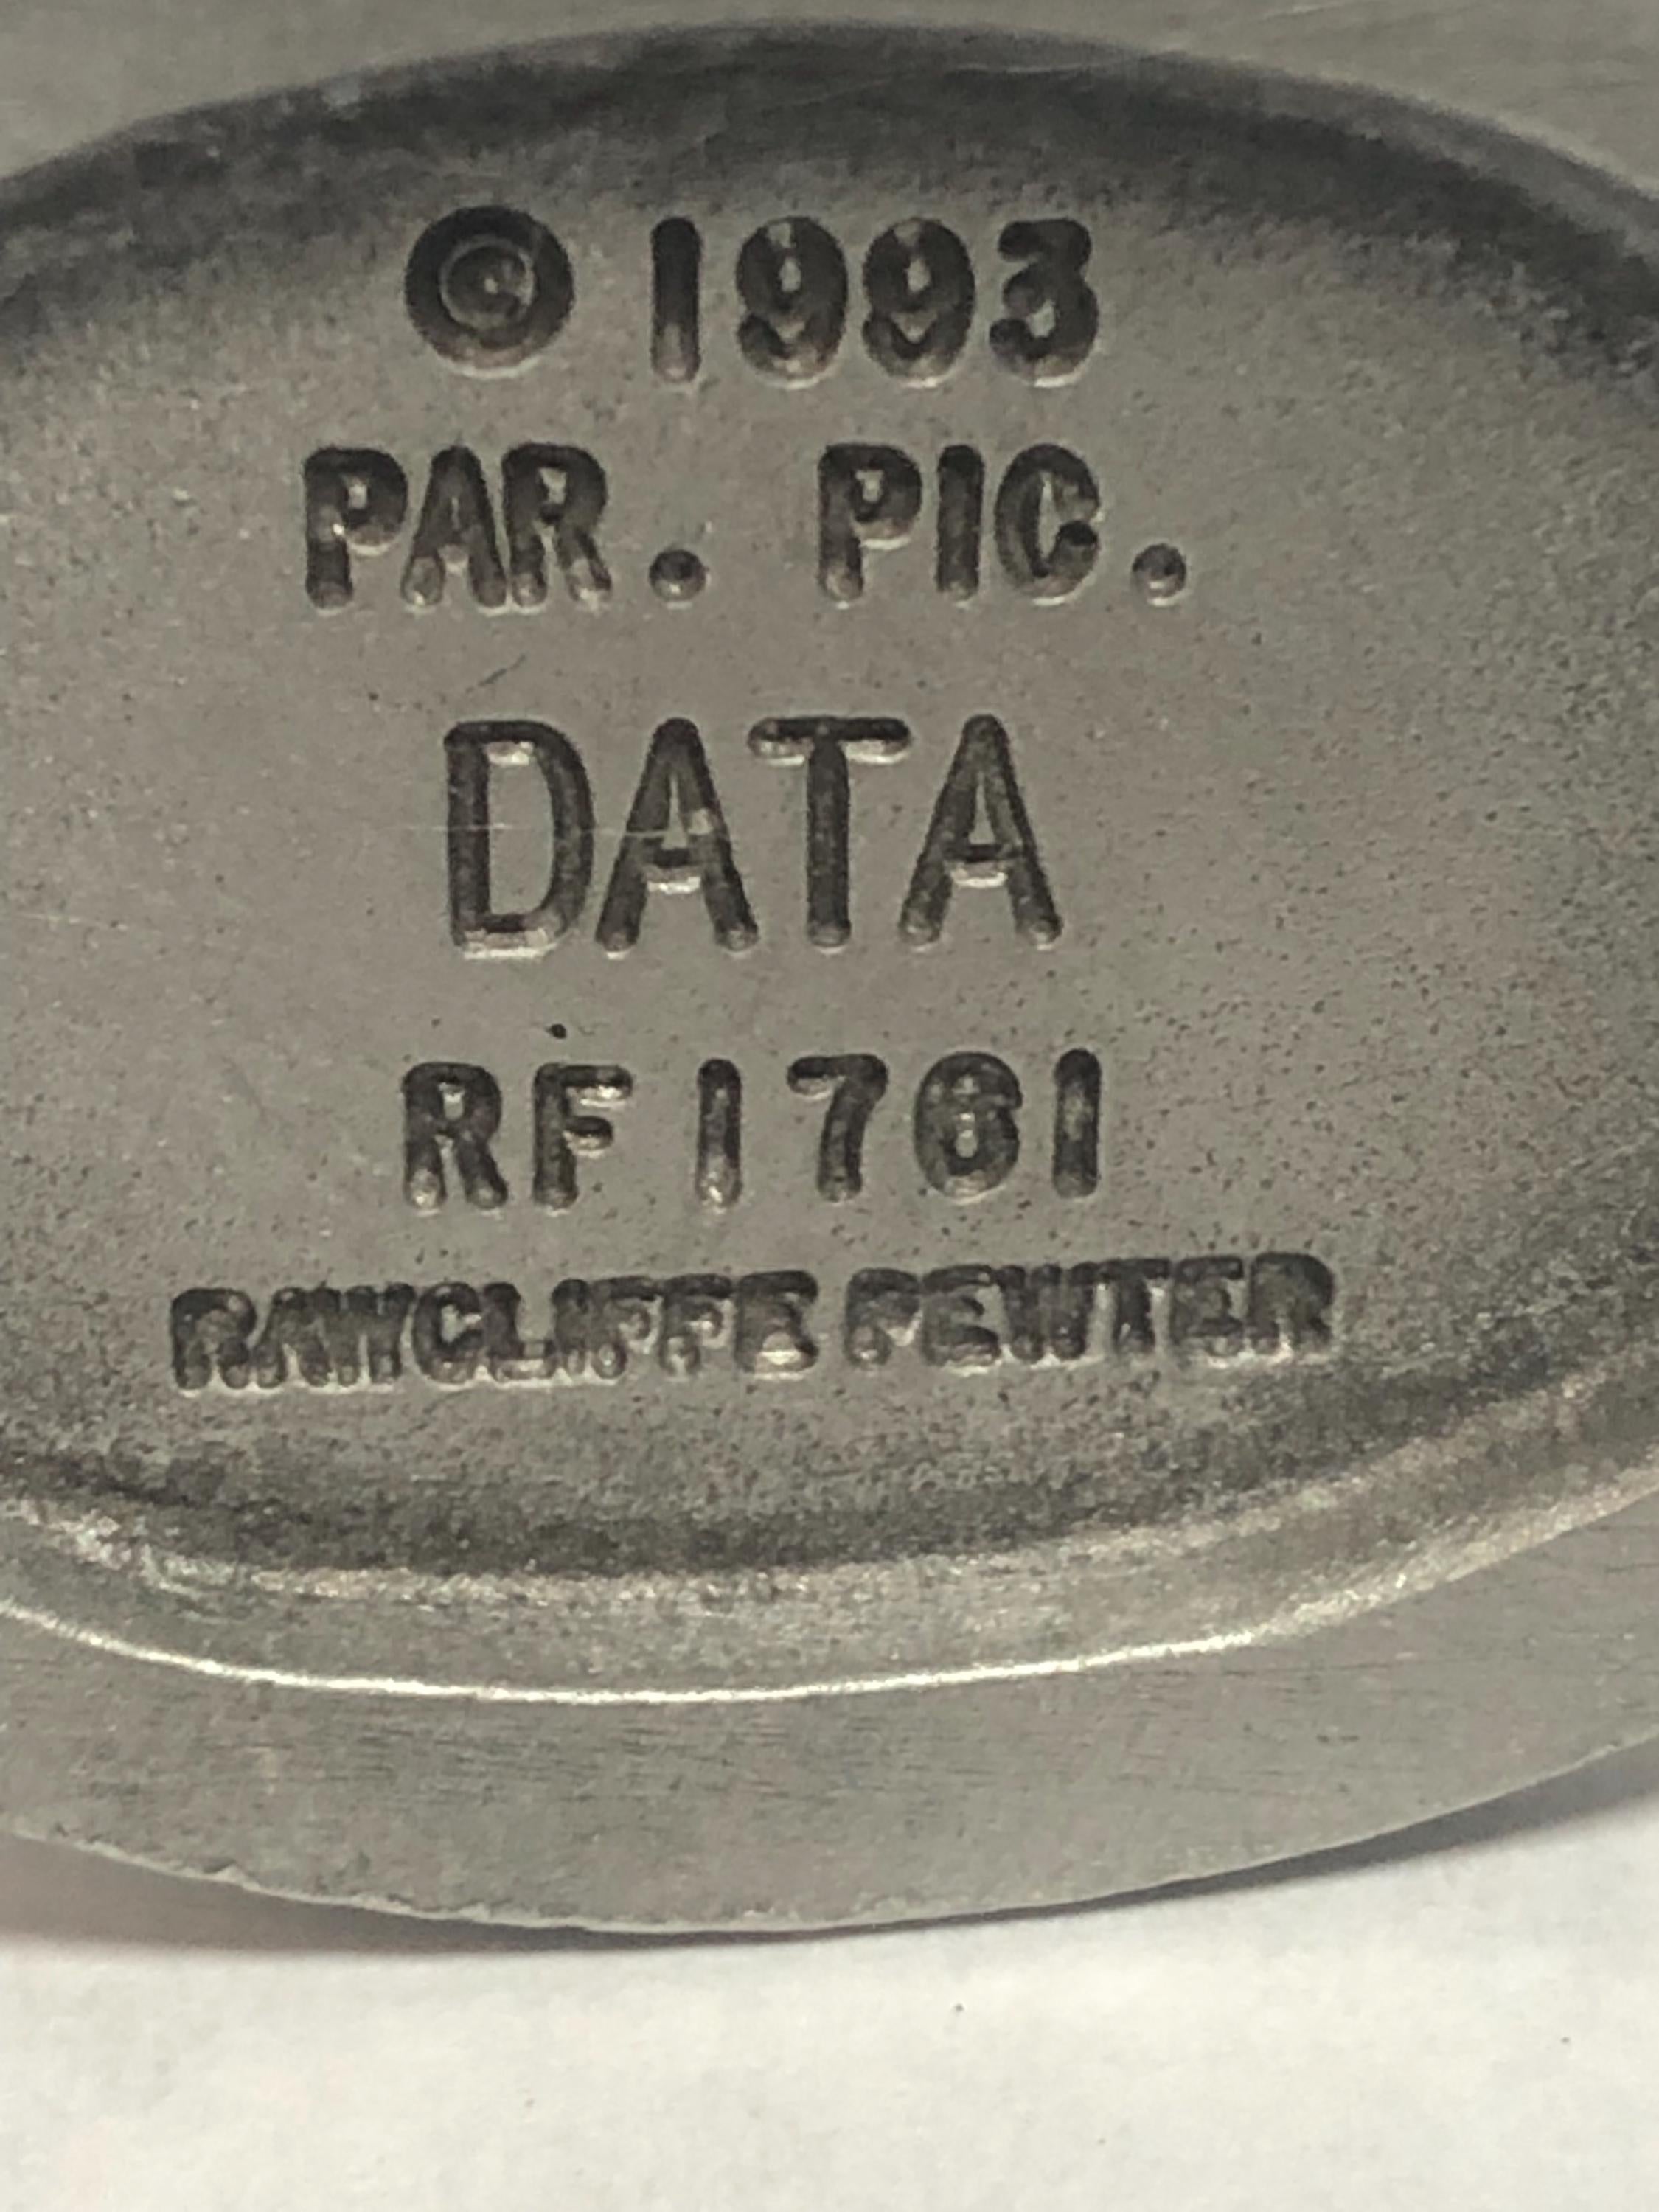 © 1993
PAR. PIC.
DATA
RF 1761
RAWCLIFFE PEWTER